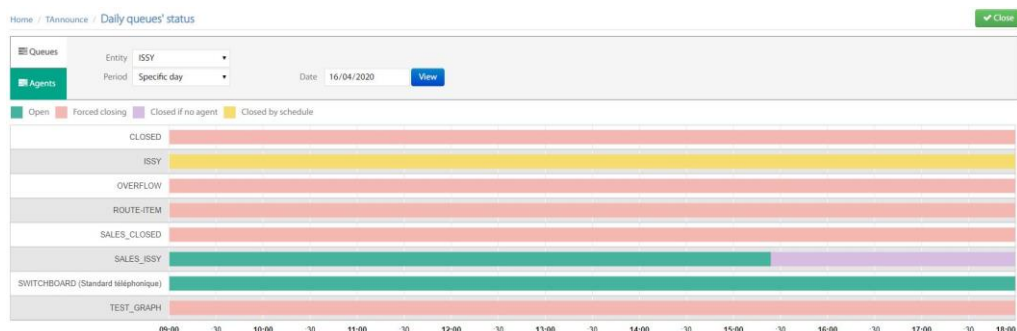 Home / TAnnounce / Daily queues' status
Close
Queues
Agents
Entity ISSY
Period Specific day Date 16/04/2020 View
Open Forced closing Closed if no agent Closed by schedule
CLOSED
ISSY
OVERFLOW
ROUTE-ITEM
SALES_CLOSED
SALES_ISSY
SWITCHBOARD (Standard téléphonique)
TEST_GRAPH
09:00 :30 10:00 :30 11:00 :30 12:00 :30 13:00 :30 14:00 :30 15:00 :30 16:00 :30 17:00 :30 18:00